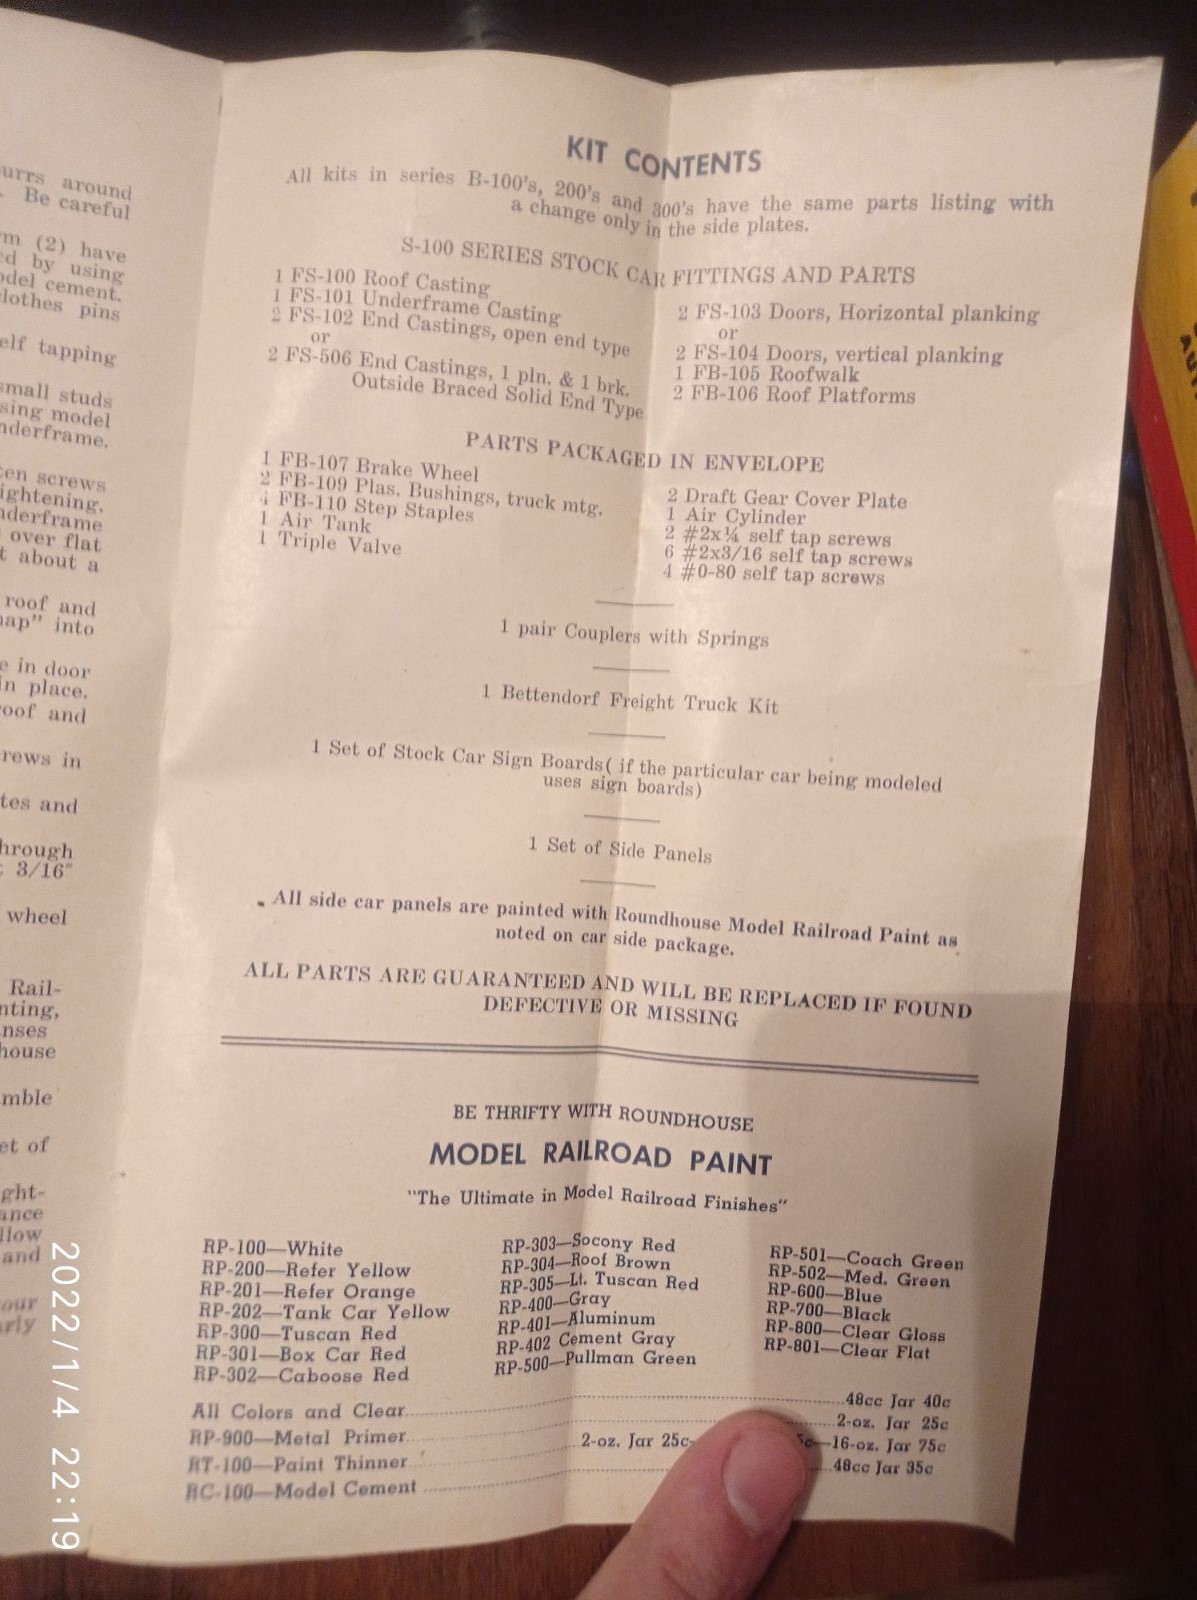 urrs around
Be careful
m (2) have
ed by using
odel cement.
clothes pins
elf tapping
small studs
sing model
nderframe.
ten screws
ightening.
nderframe
over flat
t about a
roof and
nap" into
e in door
in place.
roof and
rews in
tes and
hrough
3/16"
wheel
Rail-
nting,
nses
house
mble
et of
ght-
ance
llow
and
our
arly
KIT CONTENTS
All kits in series B-100's, 200's and 300's have the same parts listing with
a change only in the side plates.
S-100 SERIES STOCK CAR FITTINGS AND PARTS
1 FS-100 Roof Casting
1 FS-101 Underframe Casting
2 FS-102 End Castings, open end type
or
2 FS-506 End Castings, 1 pln. & 1 brk.
Outside Braced Solid End Type
2 FS-103 Doors, Horizontal planking
or
2 FS-104 Doors, vertical planking
1 FB-105 Roofwalk
2 FB-106 Roof Platforms
PARTS PACKAGED IN ENVELOPE
1 FB-107 Brake Wheel
2 FB-109 Plas. Bushings, truck mtg.
4 FB-110 Step Staples
1 Air Tank
1 Triple Valve
2 Draft Gear Cover Plate
1 Air Cylinder
2 #2x¼ self tap screws
6 #2x3/16 self tap screws
4 #0-80 self tap screws
1 pair Couplers with Springs
1 Bettendorf Freight Truck Kit
1 Set of Stock Car Sign Boards( if the particular car being modeled
uses sign boards)
1 Set of Side Panels
All side car panels are painted with Roundhouse Model Railroad Paint as
noted on car side package.
ALL PARTS ARE GUARANTEED AND WILL BE REPLACED IF FOUND
DEFECTIVE OR MISSING
BE THRIFTY WITH ROUNDHOUSE
MODEL RAILROAD PAINT
"The Ultimate in Model Railroad Finishes"
RP-100—White
RP-200—Refer Yellow
RP-201—Refer Orange
RP-202—Tank Car Yellow
RP-300—Tuscan Red
RP-301—Box Car Red
RP-302—Caboose Red
RP-303—Socony Red
RP-304—Roof Brown
RP-305—Lt. Tuscan Red
RP-400—Gray
RP-401—Aluminum
RP-402 Cement Gray
RP-500—Pullman Green
RP-501—Coach Green
RP-502—Med. Green
RP-600—Blue
RP-700—Black
RP-800—Clear Gloss
RP-801—Clear Flat
All Colors and Clear 48cc Jar 40c
RP-900—Metal Primer 2-oz. Jar 25c
RT-100—Paint Thinner 2-oz. Jar 25c— 5c—16-oz. Jar 75c
RC-100—Model Cement 48cc Jar 35c
2022/1/4 22:19